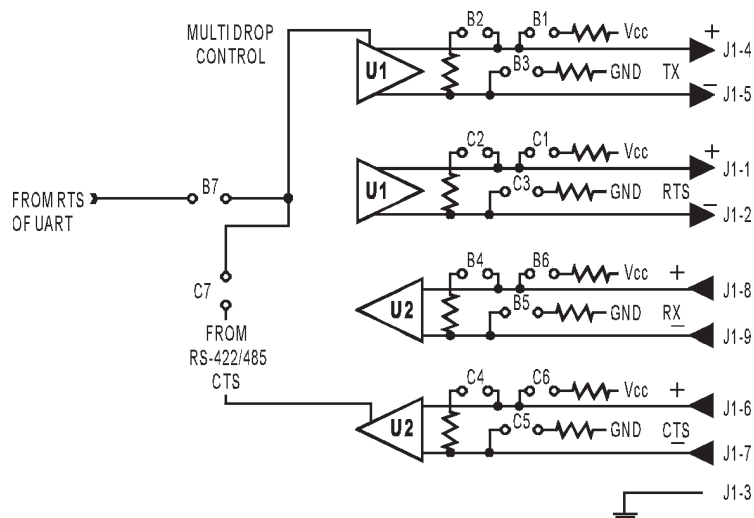 MULTIDROP
CONTROL
B2
B1
Vcc
+
J1-4
U1
B3
GND
TX
–
J1-5
C2
C1
Vcc
+
J1-1
U1
C3
GND
RTS
–
J1-2
FROM RTS
OF UART
B7
C7
FROM
RS-422/485
CTS
B4
B6
Vcc
+
J1-8
U2
B5
GND
RX
–
J1-9
C4
C6
Vcc
+
J1-6
U2
C5
GND
CTS
–
J1-7
J1-3